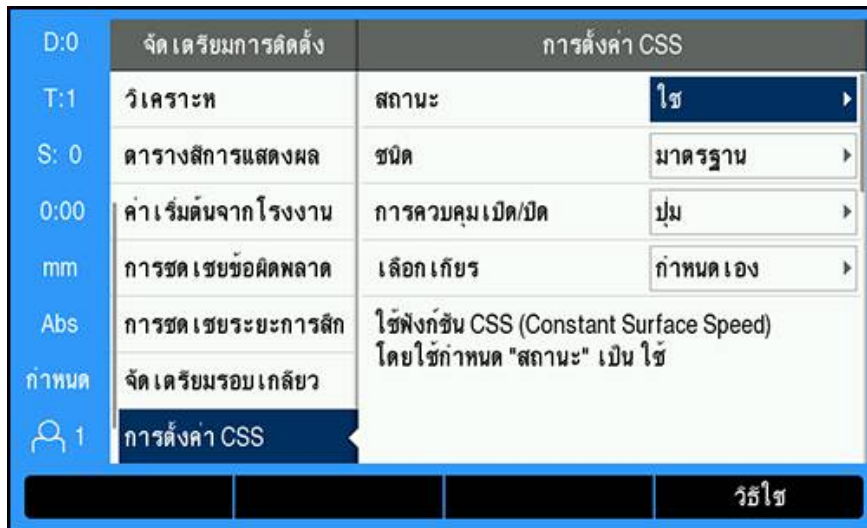 D:0 จัดเตรียมการติดตั้ง การตั้งค่า CSS
T:1 วิเคราะห สถานะ ใช
S: 0 ตารางสีการแสดงผล ชนิด มาตรฐาน
0:00 ค่าเริ่มต้นจากโรงงาน การควบคุมเปิด/ปิด ปุ่ม
mm การชดเชยข้อผิดพลาด เลือกเกียร กำหนดเอง
Abs การชดเชยระยะการสึก ใช้ฟังก์ชัน CSS (Constant Surface Speed)
โดยใช้กำหนด "สถานะ" เป็น ใช้
กำหนด จัดเตรียมรอบเกลียว
1 การตั้งค่า CSS
วิธีใช